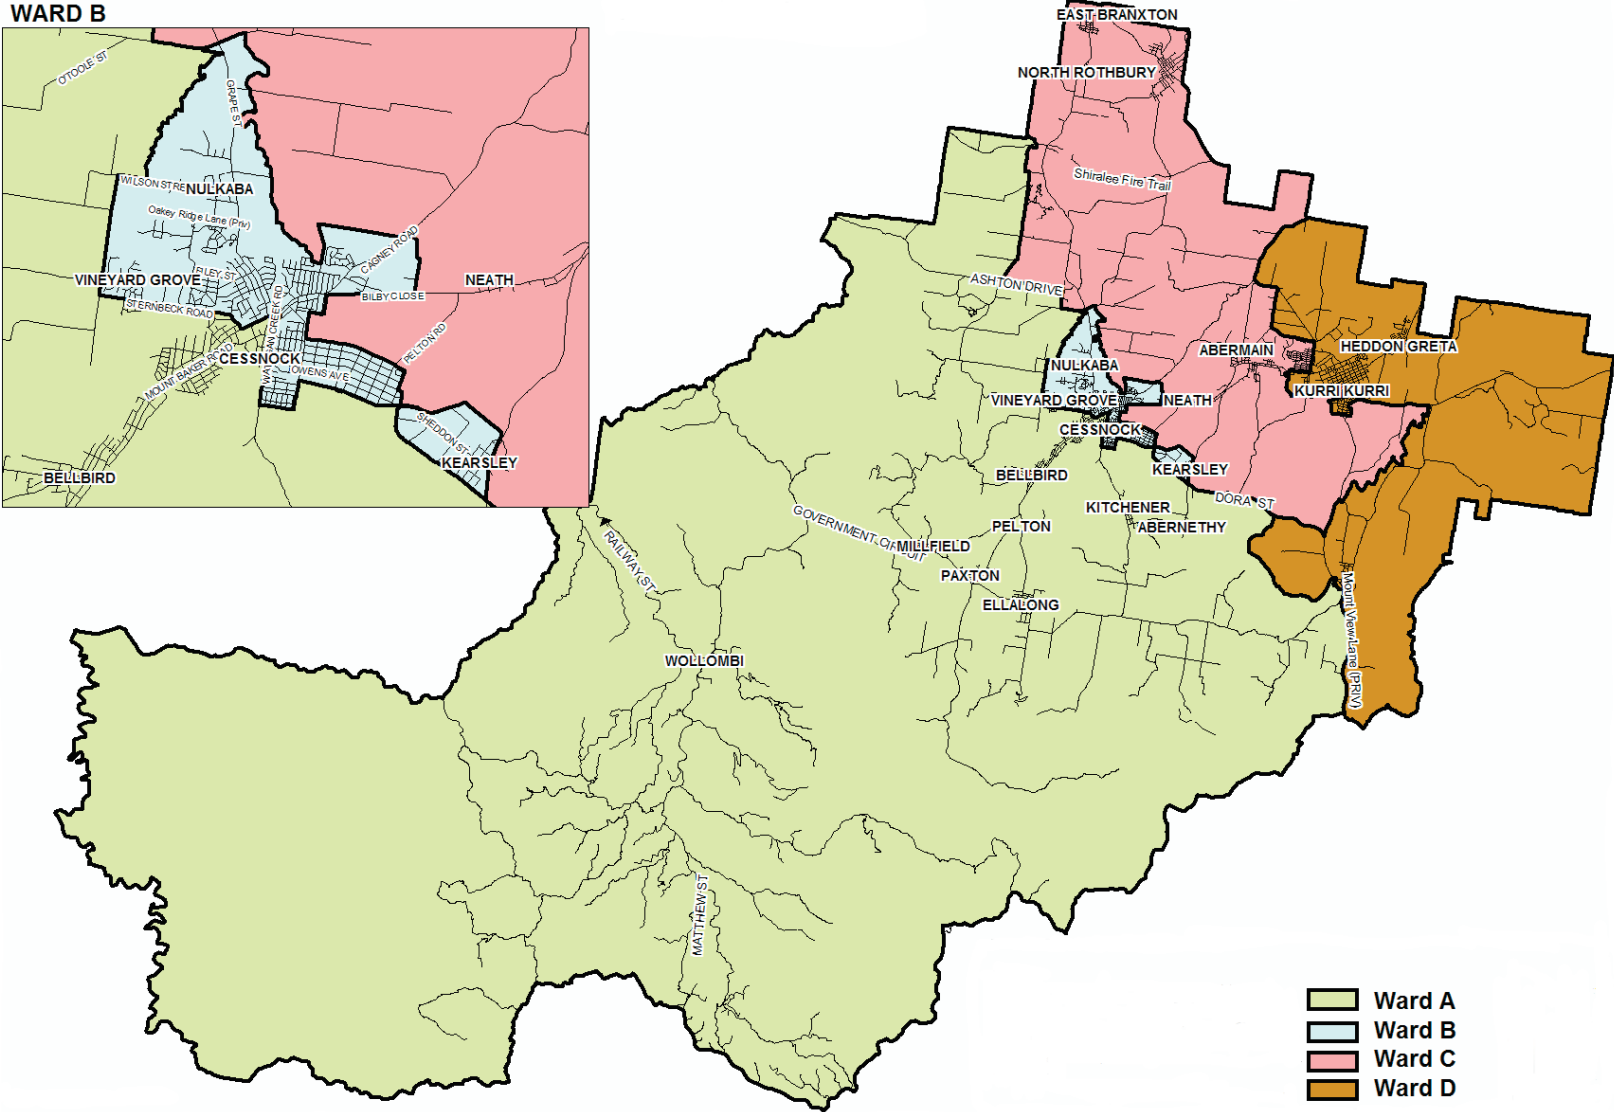 WARD B
O'TOOLE ST
GRAPE ST
WILSON STRE
NULKABA
Oakey Ridge Lane (Priv)
CAGNEY ROAD
VINEYARD GROVE
RILEY ST
NEATH
BILBY CLOSE
STERNBECK ROAD
PELTON RD
CESSNOCK
MOUNT BAKER ROAD
OWENS AVE
SHEDDON ST
KEARSLEY
BELLBIRD
EAST BRANXTON
NORTH ROTHBURY
Shiralee Fire Trail
ASHTON DRIVE
ABERMAIN
HEDDON GRETA
NULKABA
KURRI KURRI
VINEYARD GROVE
NEATH
CESSNOCK
KEARSLEY
BELLBIRD
DORA ST
KITCHENER
GOVERNMENT CIRCUIT
PELTON
ABERNETHY
MILLFIELD
RAILWAY ST
PAXTON
ELLALONG
Mount View Lane (PRIV)
WOLLOMBI
MATTHEW ST
Ward A
Ward B
Ward C
Ward D